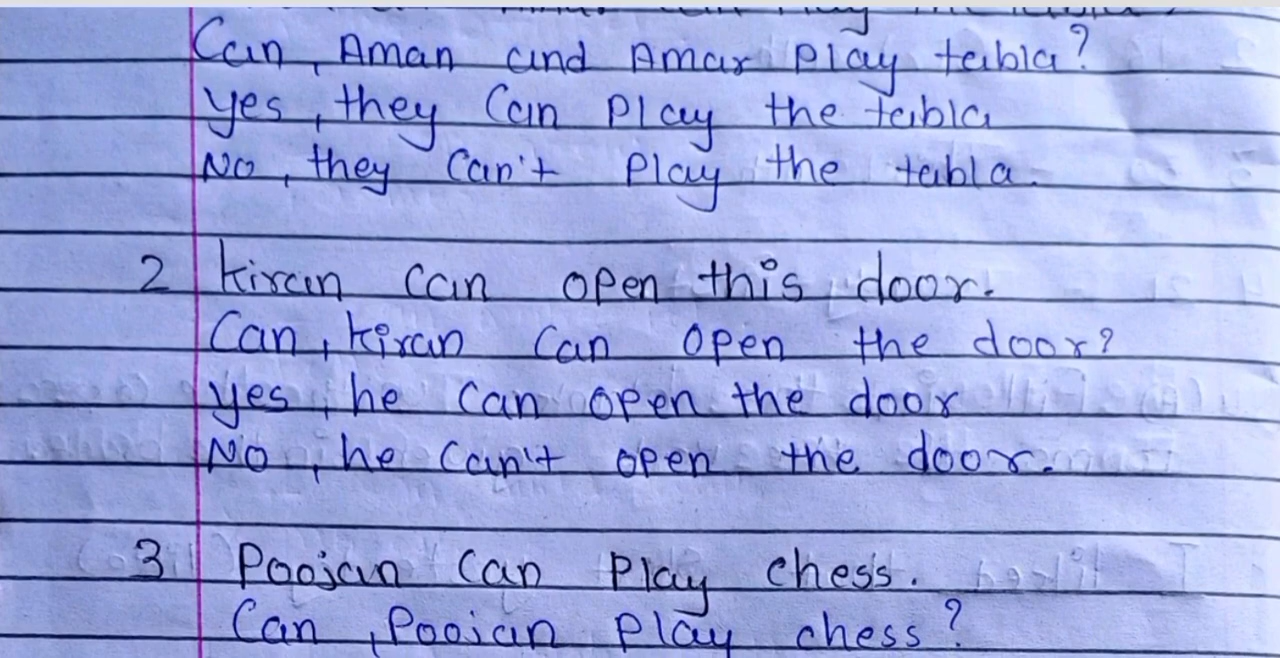 Can, Aman and Amar play tabla?
yes, they can play the tabla
No, they can't play the tabla.
2 kiran can open this door.
Can, kiran can open the door?
yes, he can open the door
No, he can't open the door.
3 Poojan can play chess.
Can, Poojan play chess?